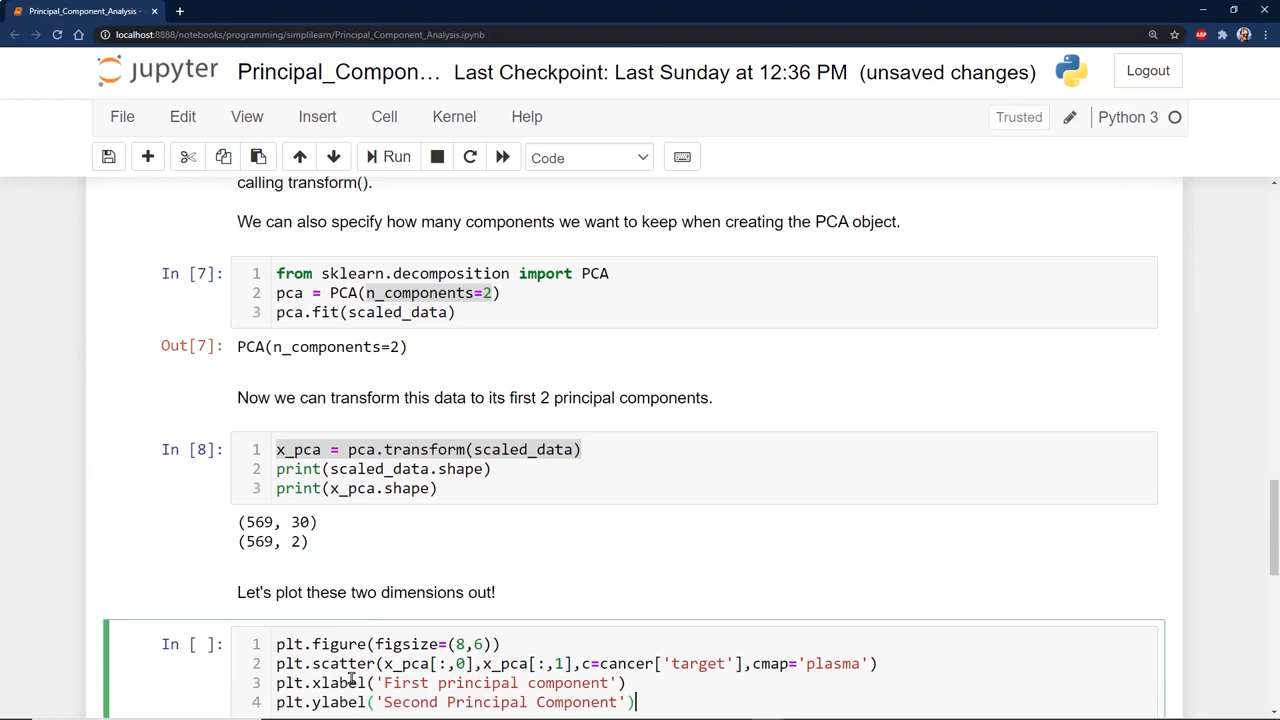 Principal_Component_Analysis -
localhost:8888/notebooks/programming/simplilearn/Principal_Component_Analysis.ipynb
ABP
jupyter Principal_Compon... Last Checkpoint: Last Sunday at 12:36 PM (unsaved changes) Logout
File Edit View Insert Cell Kernel Help Trusted Python 3
Run Code
calling transform().
We can also specify how many components we want to keep when creating the PCA object.
In [7]: 1 from sklearn.decomposition import PCA
2 pca = PCA(n_components=2)
3 pca.fit(scaled_data)
Out[7]: PCA(n_components=2)
Now we can transform this data to its first 2 principal components.
In [8]: 1 x_pca = pca.transform(scaled_data)
2 print(scaled_data.shape)
3 print(x_pca.shape)
(569, 30)
(569, 2)
Let's plot these two dimensions out!
In [ ]: 1 plt.figure(figsize=(8,6))
2 plt.scatter(x_pca[:,0],x_pca[:,1],c=cancer['target'],cmap='plasma')
3 plt.xlabel('First principal component')
4 plt.ylabel('Second Principal Component')